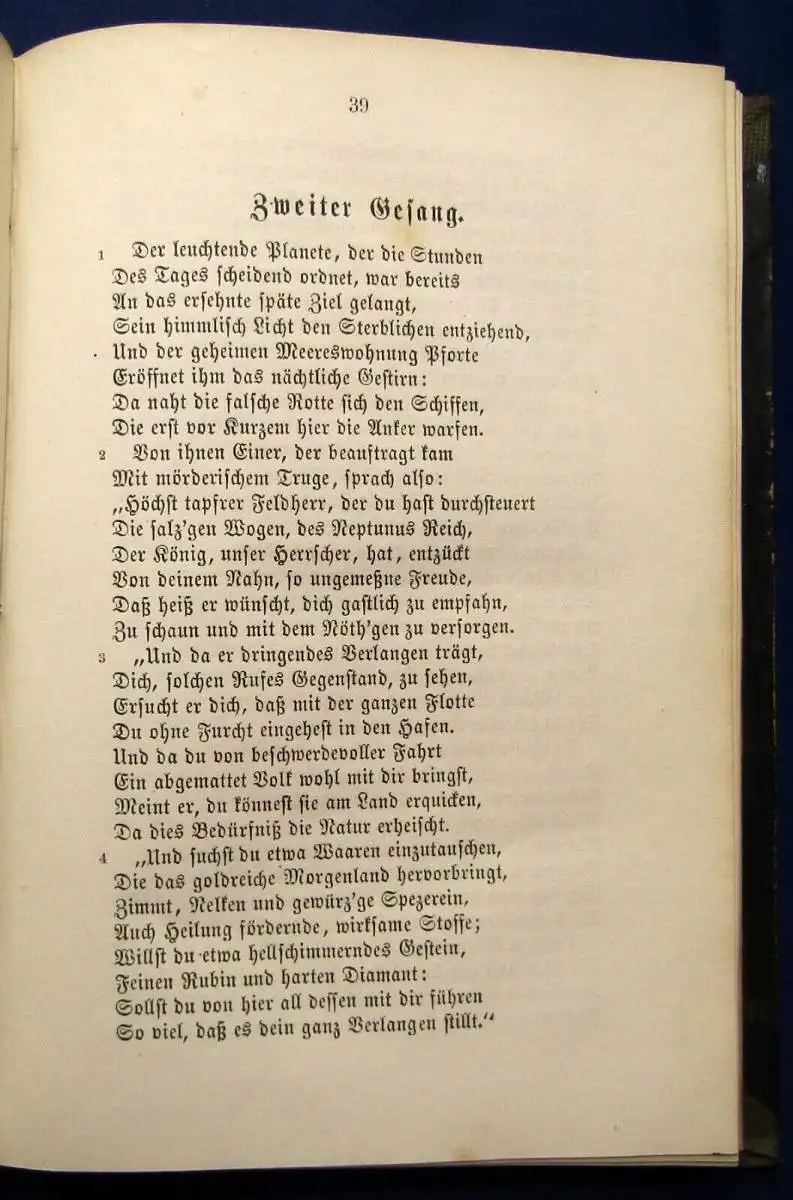 39
Zweiter Gesang.
1 Der leuchtende Planete, der die Stunden
Des Tages scheidend ordnet, war bereits
An das ersehnte späte Ziel gelangt,
Sein himmlisch Licht den Sterblichen entziehend,
Und der geheimen Meereswohnung Pforte
Eröffnet ihm das nächtliche Gestirn:
Da naht die falsche Rotte sich den Schiffen,
Die erst vor Kurzem hier die Anker warfen.
2 Von ihnen Einer, der beauftragt kam
Mit mörderischem Truge, sprach also:
„Höchst tapfrer Feldherr, der du hast durchsteuert
Die salz'gen Wogen, des Neptunus Reich,
Der König, unser Herrscher, hat, entzückt
Von deinem Nahn, so ungemeßne Freude,
Daß heiß er wünscht, dich gastlich zu empfahn,
Zu schaun und mit dem Nöth'gen zu versorgen.
3 „Und da er dringendes Verlangen trägt,
Dich, solchen Rufes Gegenstand, zu sehen,
Ersucht er dich, daß mit der ganzen Flotte
Du ohne Furcht eingehest in den Hafen.
Und da du von beschwerdevoller Fahrt
Ein abgemattet Volk wohl mit dir bringst,
Meint er, du könnest sie am Land erquicken,
Da dies Bedürfniß die Natur erheischt.
4 „Und suchst du etwa Waaren einzutauschen,
Die das goldreiche Morgenland hervorbringt,
Zimmt, Nelken und gewürz'ge Spezerein,
Auch Heilung fördernde, wirksame Stoffe;
Willst du etwa hellschimmerndes Gestein,
Feinen Rubin und harten Diamant:
Sollst du von hier all dessen mit dir führen
So viel, daß es dein ganz Verlangen stillt.“